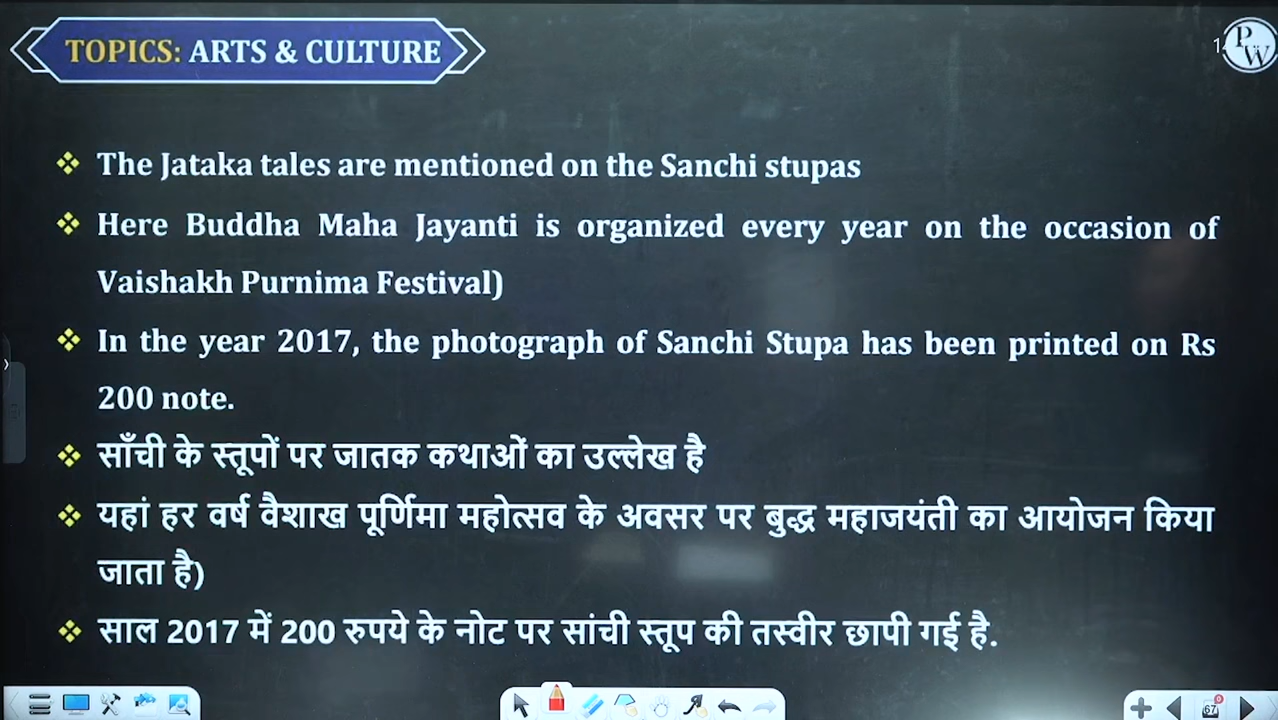 TOPICS: ARTS & CULTURE
PW
The Jataka tales are mentioned on the Sanchi stupas
Here Buddha Maha Jayanti is organized every year on the occasion of
Vaishakh Purnima Festival)
In the year 2017, the photograph of Sanchi Stupa has been printed on Rs
200 note.
साँची के स्तूपों पर जातक कथाओं का उल्लेख है
यहां हर वर्ष वैशाख पूर्णिमा महोत्सव के अवसर पर बुद्ध महाजयंती का आयोजन किया
जाता है)
साल 2017 में 200 रुपये के नोट पर सांची स्तूप की तस्वीर छापी गई है.
67